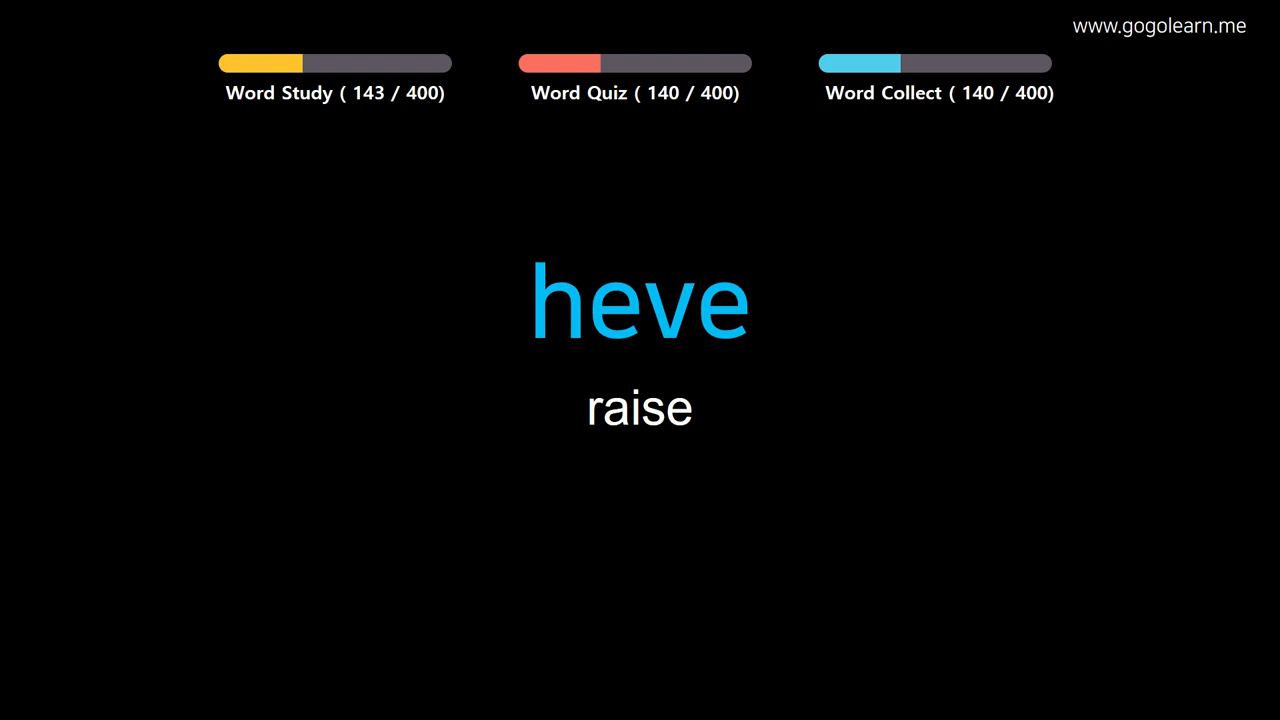 www.gogolearn.me
Word Study ( 143 / 400)
Word Quiz ( 140 / 400)
Word Collect ( 140 / 400)
heve
raise